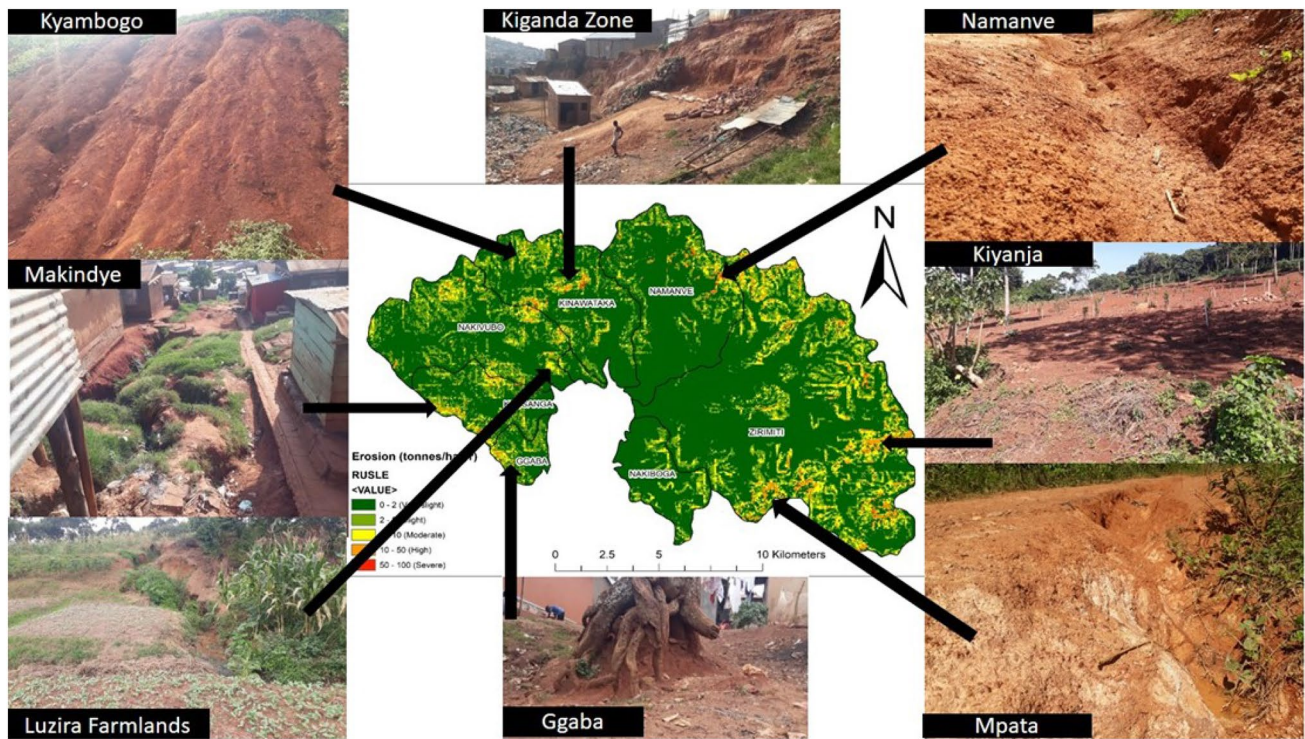 Kyambogo
Kiganda Zone
Namanve
Makindye
Kiyanja
N
NAMANVE
KINAWATAKA
NAKIVUBO
GGABA
ZIRIMITI
NAKIBOGA
Erosion (tonnes/
RUSLE
<VALUE>
0 - 2
2 -
10 (Moderate)
10 - 50 (High)
50 - 100 (Severe)
0 2.5 5 10 Kilometers
Luzira Farmlands
Ggaba
Mpata